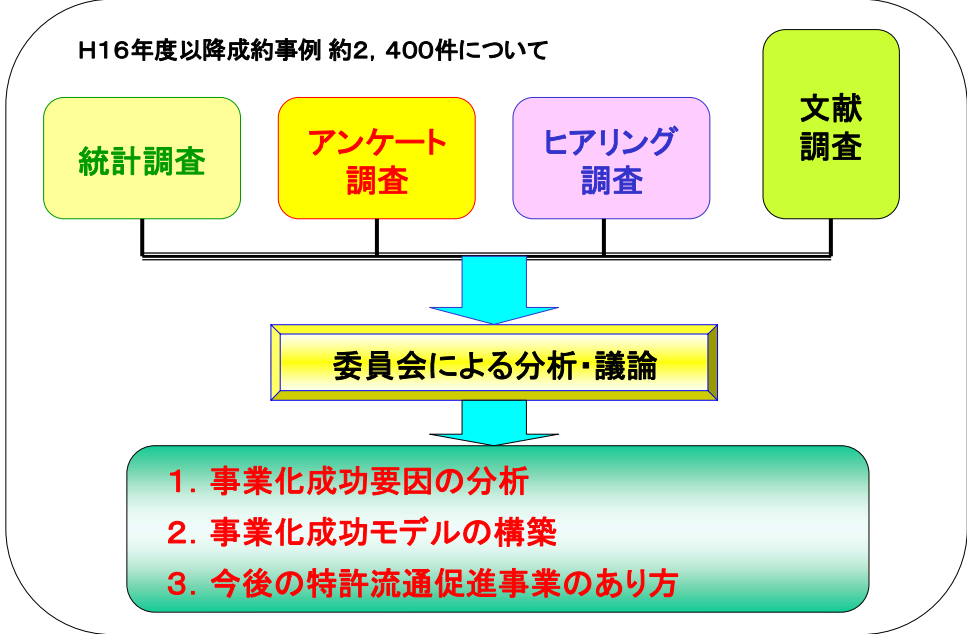 H16年度以降成約事例 約2,400件について
統計調査
アンケート
調査
ヒアリング
調査
文献
調査
委員会による分析・議論
1.事業化成功要因の分析
2.事業化成功モデルの構築
3.今後の特許流通促進事業のあり方